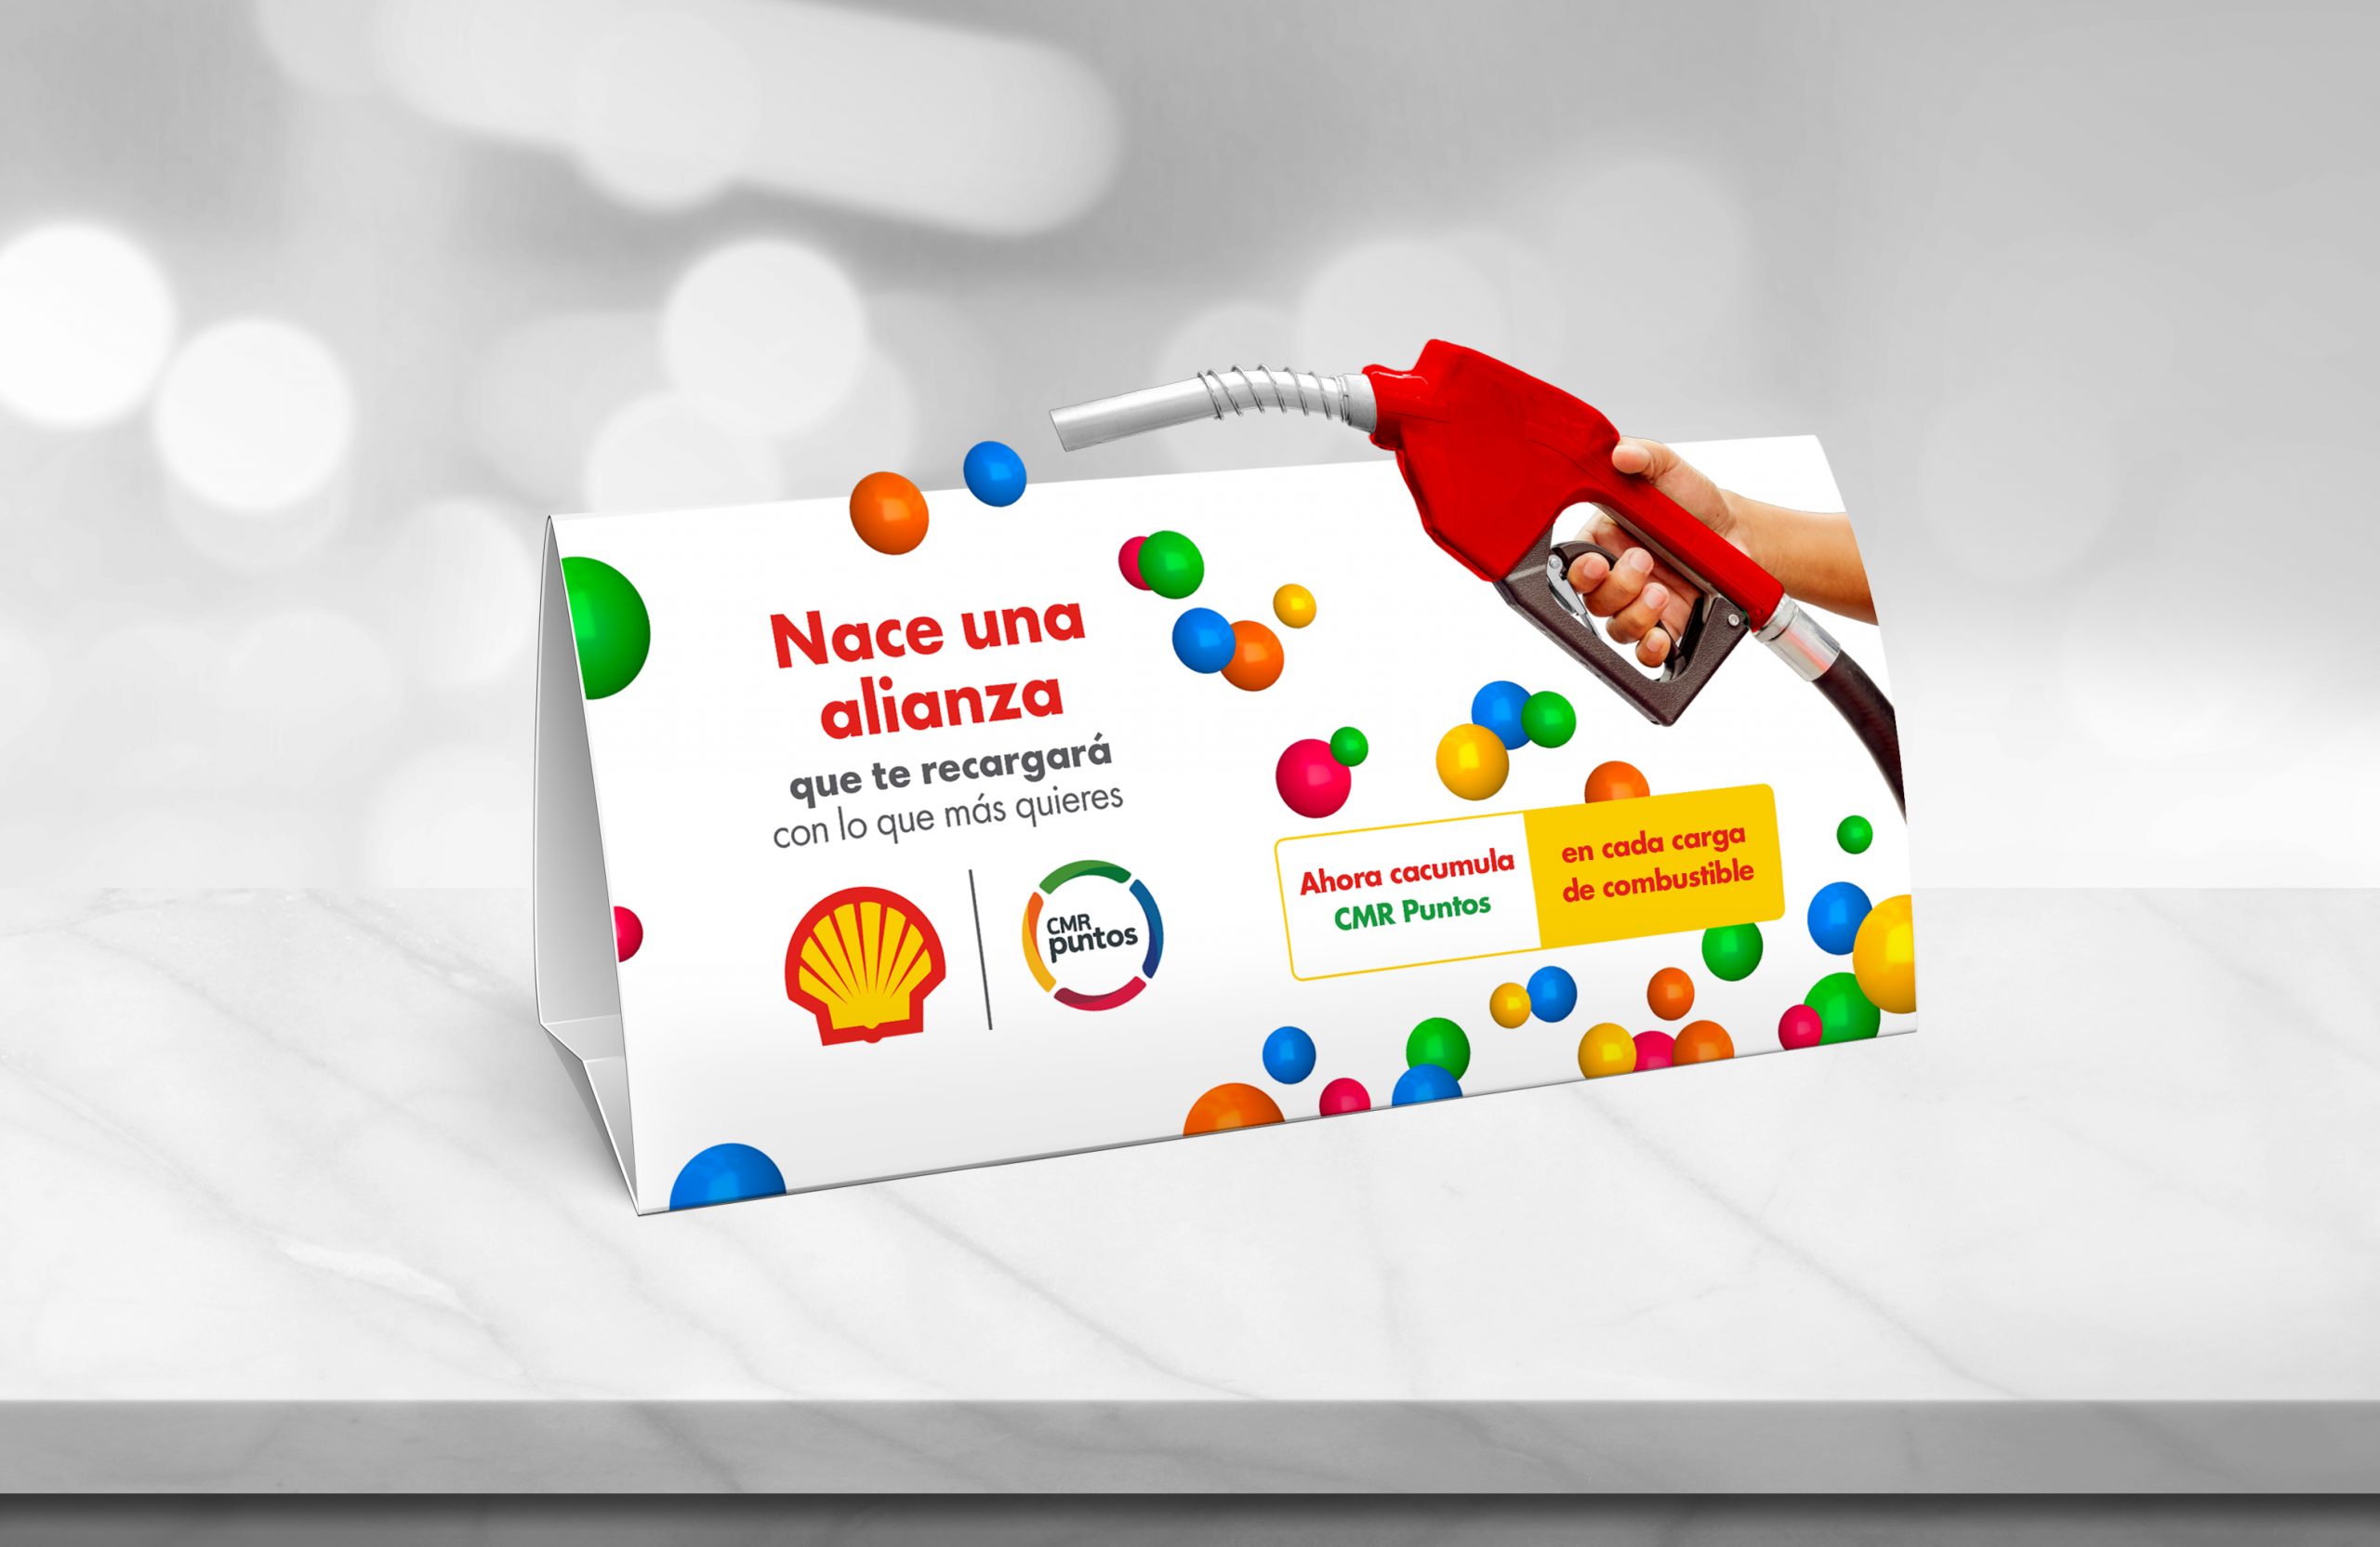 Nace una
alianza
que te recargará
con lo que más quieres
CMR
puntos
Ahora cacumula
CMR Puntos
en cada carga
de combustible